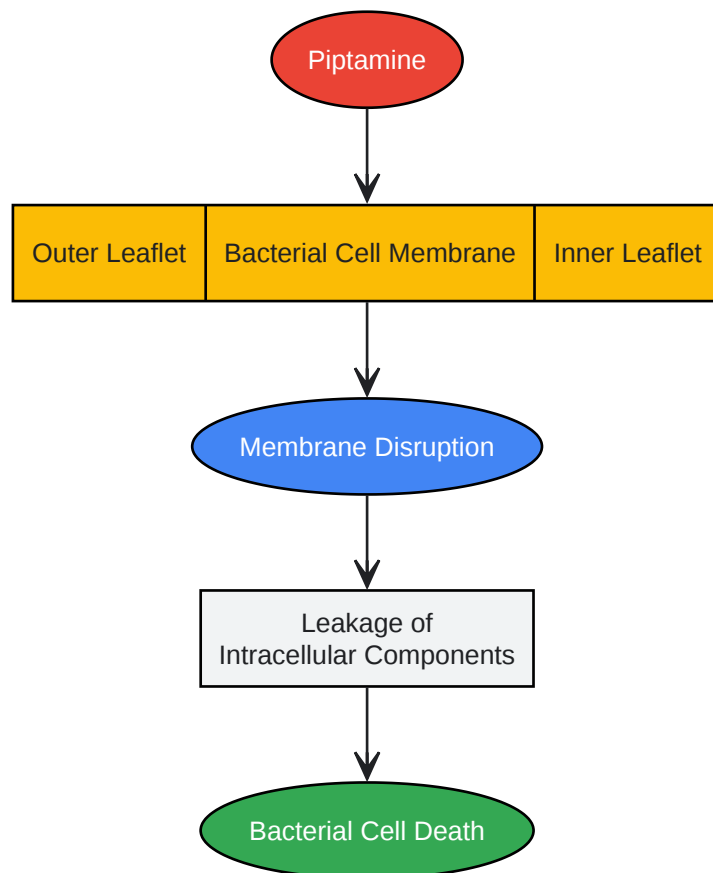 Piptamine
Outer Leaflet
Bacterial Cell Membrane
Inner Leaflet
Membrane Disruption
Leakage of
Intracellular Components
Bacterial Cell Death